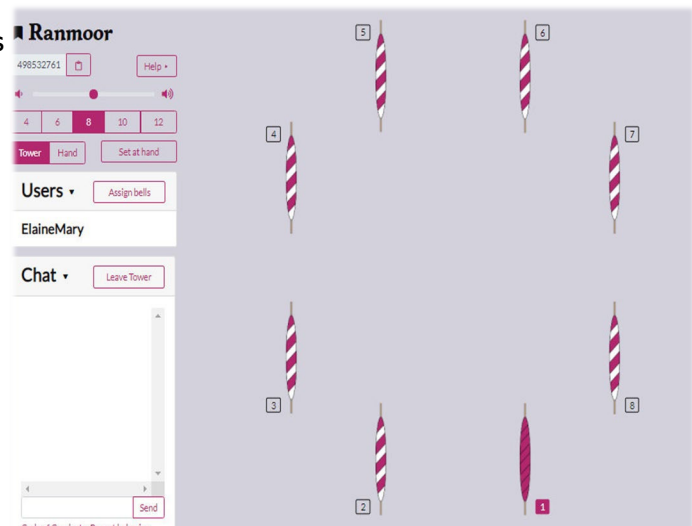 s
Ranmoor
498532761
Help
4 6 8 10 12
Tower Hand Set at hand
Users Assign bells
ElaineMary
Chat Leave Tower
Send
5
6
4
7
3
8
2
1